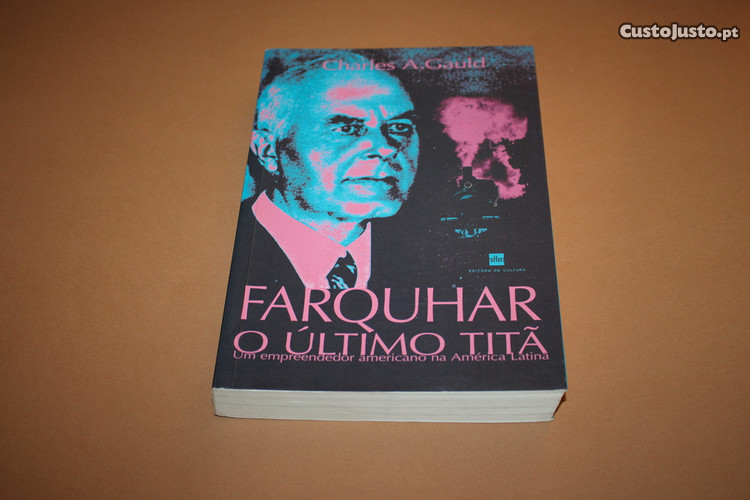 CustoJusto.pt
Charles A. Gauld
EDITORA DE CULTURA
FARQUHAR
O ÚLTIMO TITÃ
Um empreendedor americano na América Latina